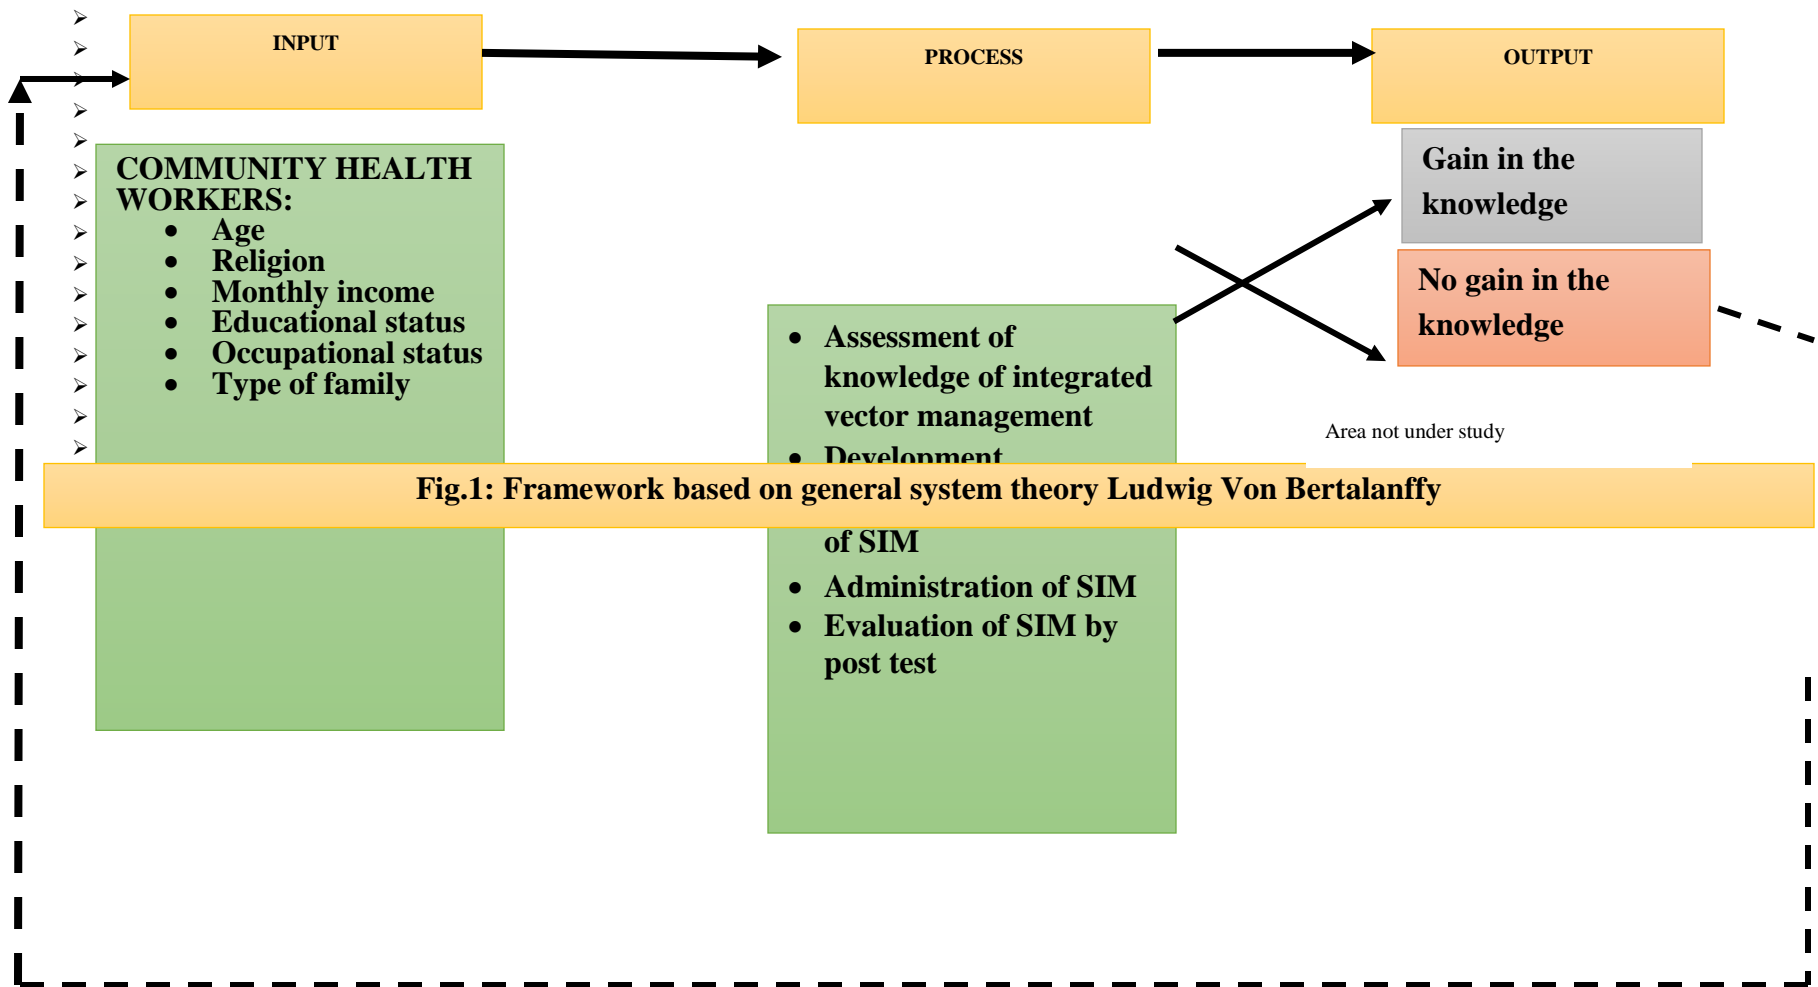 INPUT
PROCESS
OUTPUT
COMMUNITY HEALTH
WORKERS:
• Age
• Religion
• Monthly income
• Educational status
• Occupational status
• Type of family
• Assessment of
knowledge of integrated
vector management
• Development
of SIM
• Administration of SIM
• Evaluation of SIM by
post test
Gain in the
knowledge
No gain in the
knowledge
Area not under study
Fig.1: Framework based on general system theory Ludwig Von Bertalanffy